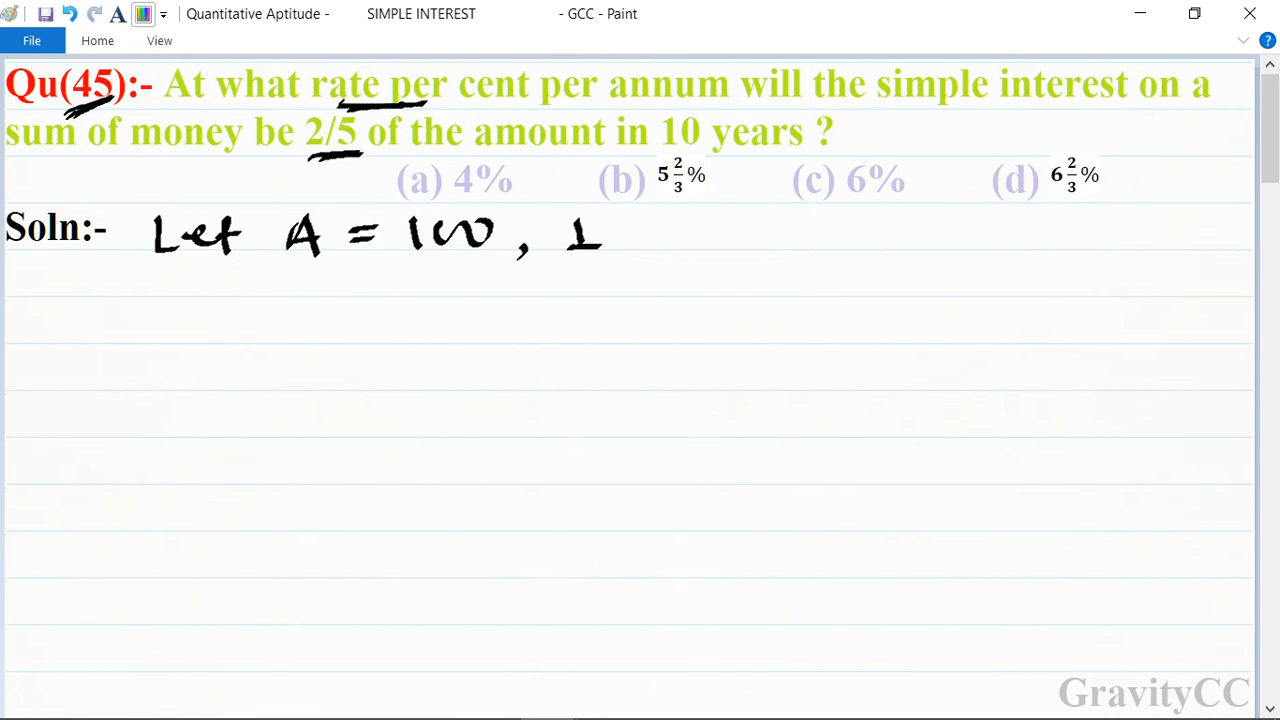 Quantitative Aptitude - SIMPLE INTEREST - GCC - Paint
File Home View
Qu(45):- At what rate per cent per annum will the simple interest on a
sum of money be 2/5 of the amount in 10 years ?
(a) 4% (b) 5 2/3 % (c) 6% (d) 6 2/3 %
Soln:- Let A = 100 , I
GravityCC